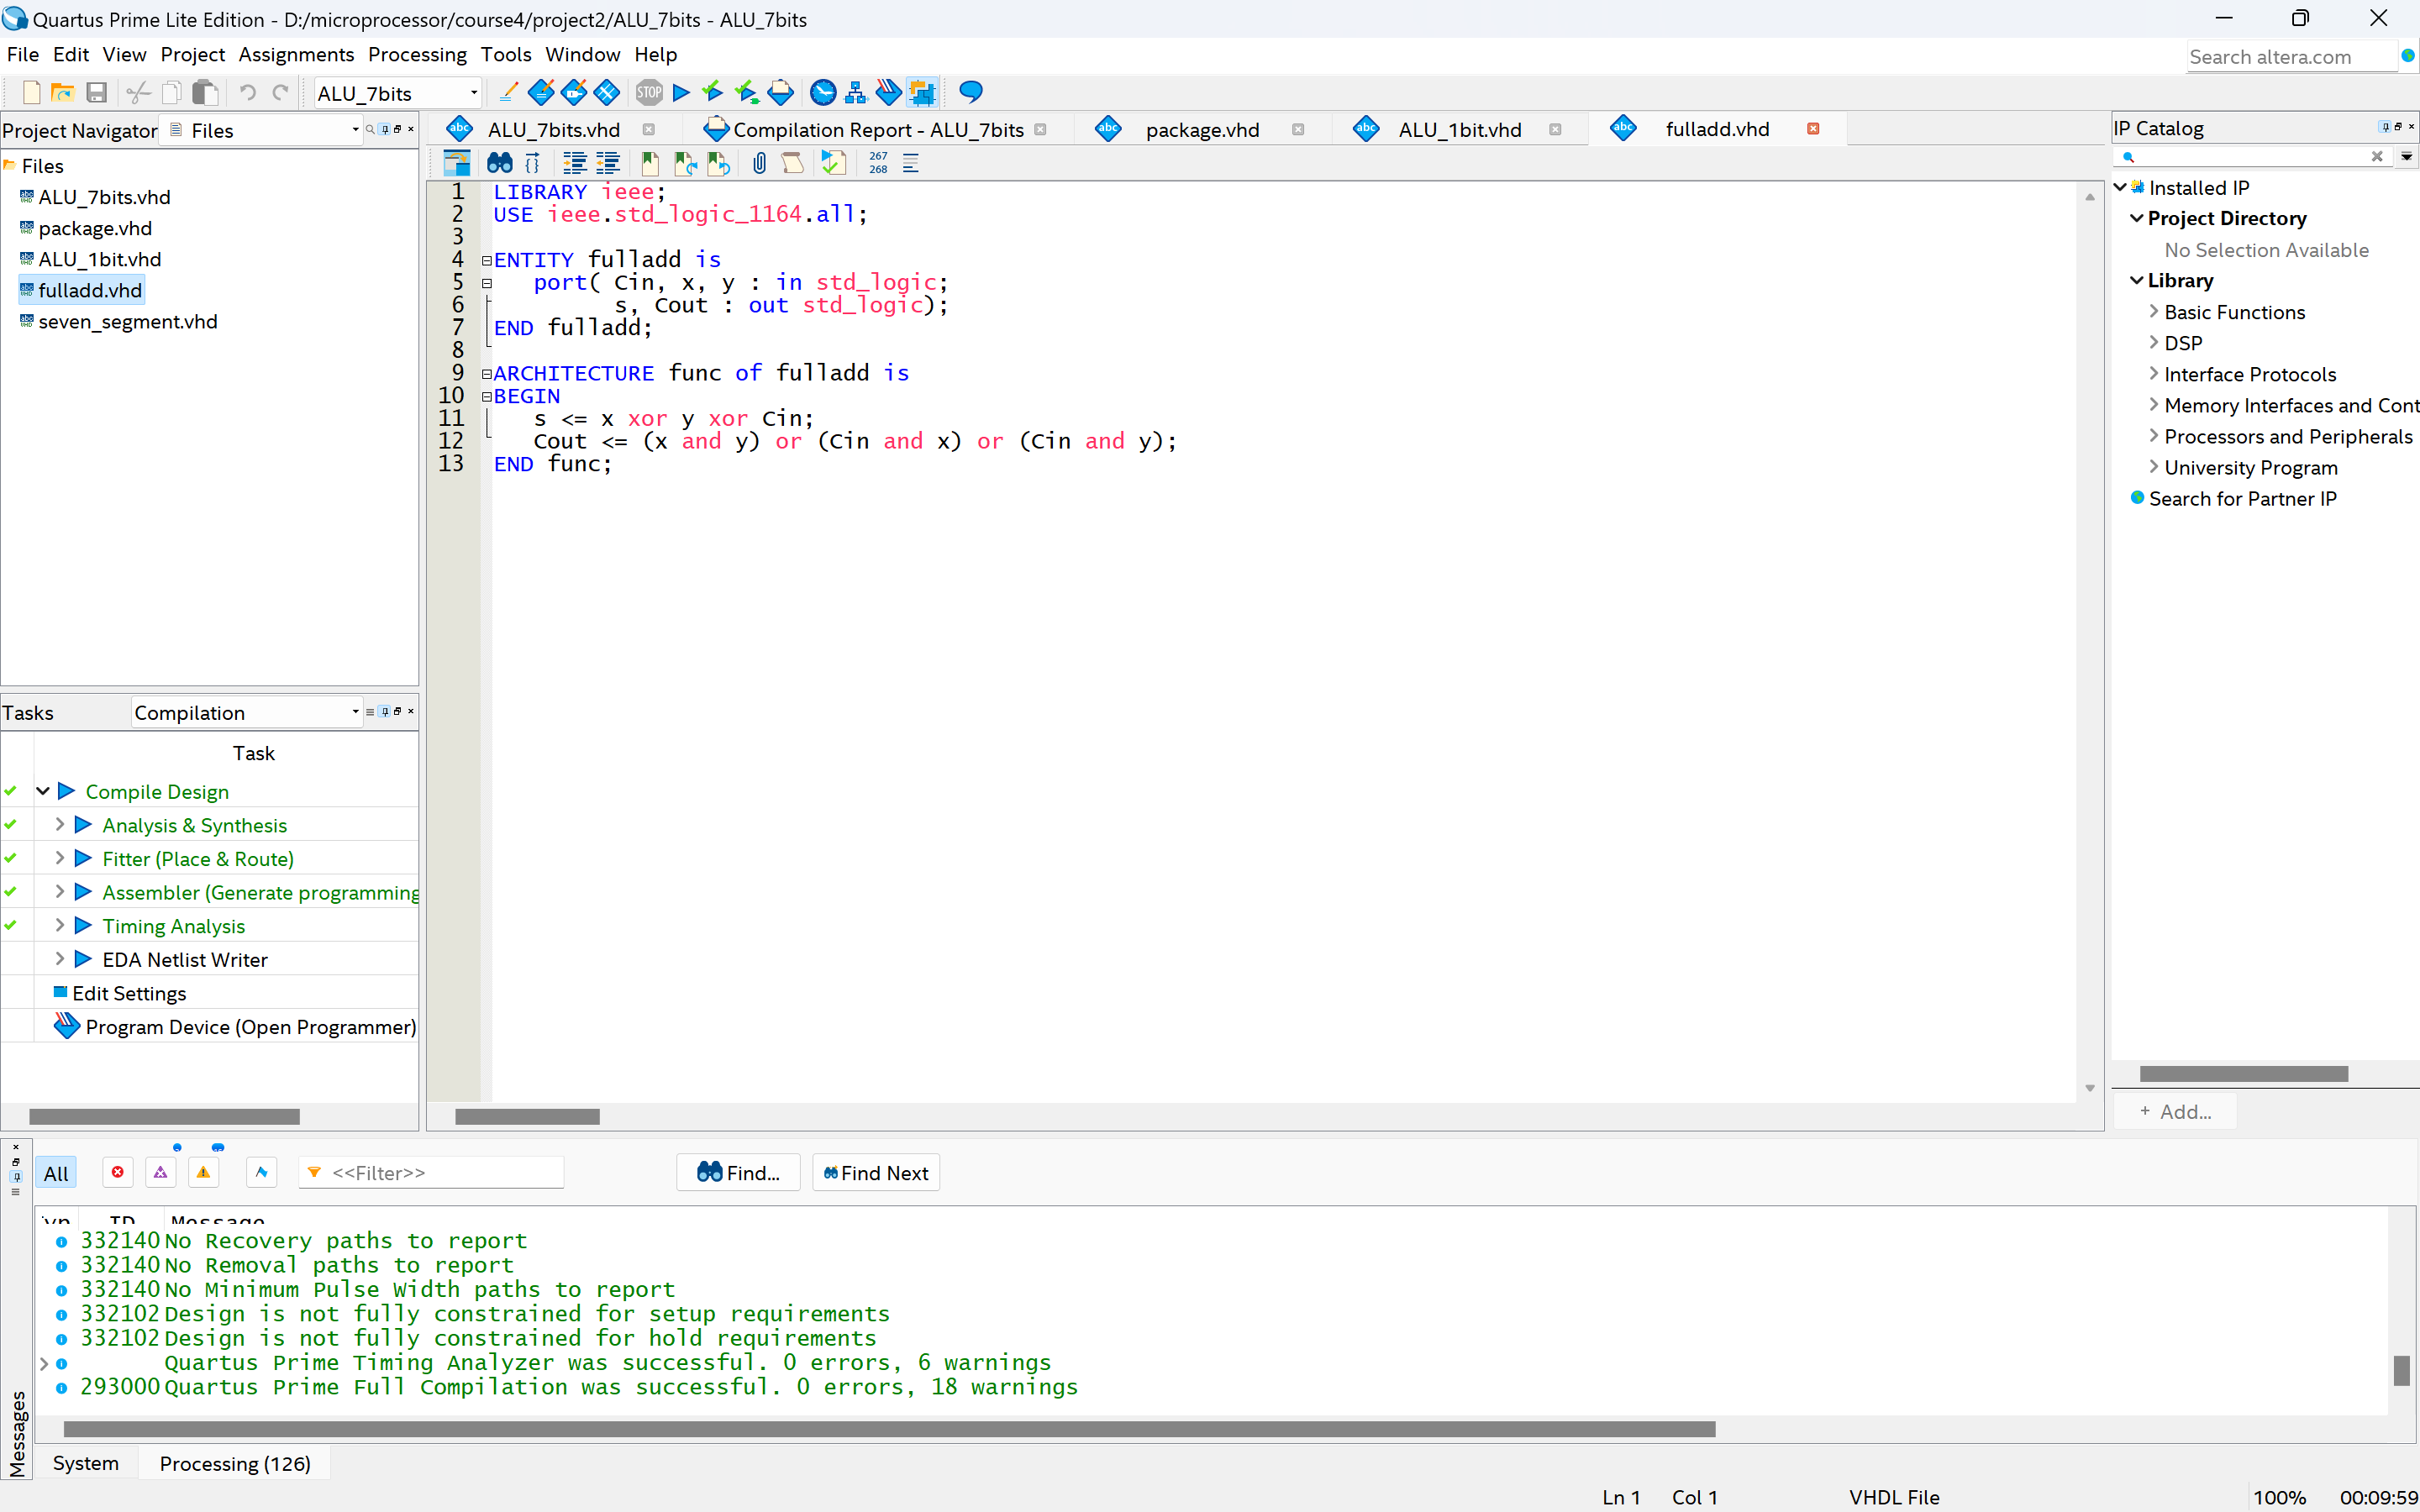 Quartus Prime Lite Edition - D:/microprocessor/course4/project2/ALU_7bits - ALU_7bits
File Edit View Project Assignments Processing Tools Window Help
Search altera.com
ALU_7bits
STOP
Project Navigator Files
Files
ALU_7bits.vhd
package.vhd
ALU_1bit.vhd
fulladd.vhd
seven_segment.vhd
Tasks Compilation
Task
Compile Design
Analysis & Synthesis
Fitter (Place & Route)
Assembler (Generate programming
Timing Analysis
EDA Netlist Writer
Edit Settings
Program Device (Open Programmer)
abc ALU_7bits.vhd
Compilation Report - ALU_7bits
abc package.vhd
abc ALU_1bit.vhd
abc fulladd.vhd
267
268
1 LIBRARY ieee;
2 USE ieee.std_logic_1164.all;
3
4 ENTITY fulladd is
5 port( Cin, x, y : in std_logic;
6 s, Cout : out std_logic);
7 END fulladd;
8
9 ARCHITECTURE func of fulladd is
10 BEGIN
11 s <= x xor y xor Cin;
12 Cout <= (x and y) or (Cin and x) or (Cin and y);
13 END func;
IP Catalog
Installed IP
Project Directory
No Selection Available
Library
Basic Functions
DSP
Interface Protocols
Memory Interfaces and Cont
Processors and Peripherals
University Program
Search for Partner IP
+ Add...
Messages
All
<<Filter>>
Find...
Find Next
ID Message
332140 No Recovery paths to report
332140 No Removal paths to report
332140 No Minimum Pulse Width paths to report
332102 Design is not fully constrained for setup requirements
332102 Design is not fully constrained for hold requirements
Quartus Prime Timing Analyzer was successful. 0 errors, 6 warnings
293000 Quartus Prime Full Compilation was successful. 0 errors, 18 warnings
System
Processing (126)
Ln 1 Col 1 VHDL File 100% 00:09:59